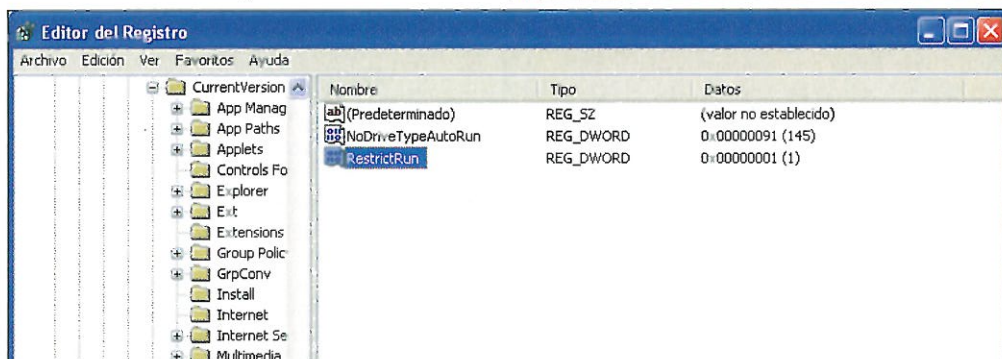 Editor del Registro
Archivo Edición Ver Favoritos Ayuda
CurrentVersion
App Manag
App Paths
Applets
Controls Fo
Explorer
Ext
Extensions
Group Polic
GrpConv
Install
Internet
Internet Se
Multimedia
Nombre Tipo Datos
(Predeterminado) REG_SZ (valor no establecido)
NoDriveTypeAutoRun REG_DWORD 0x00000091 (145)
RestrictRun REG_DWORD 0x00000001 (1)